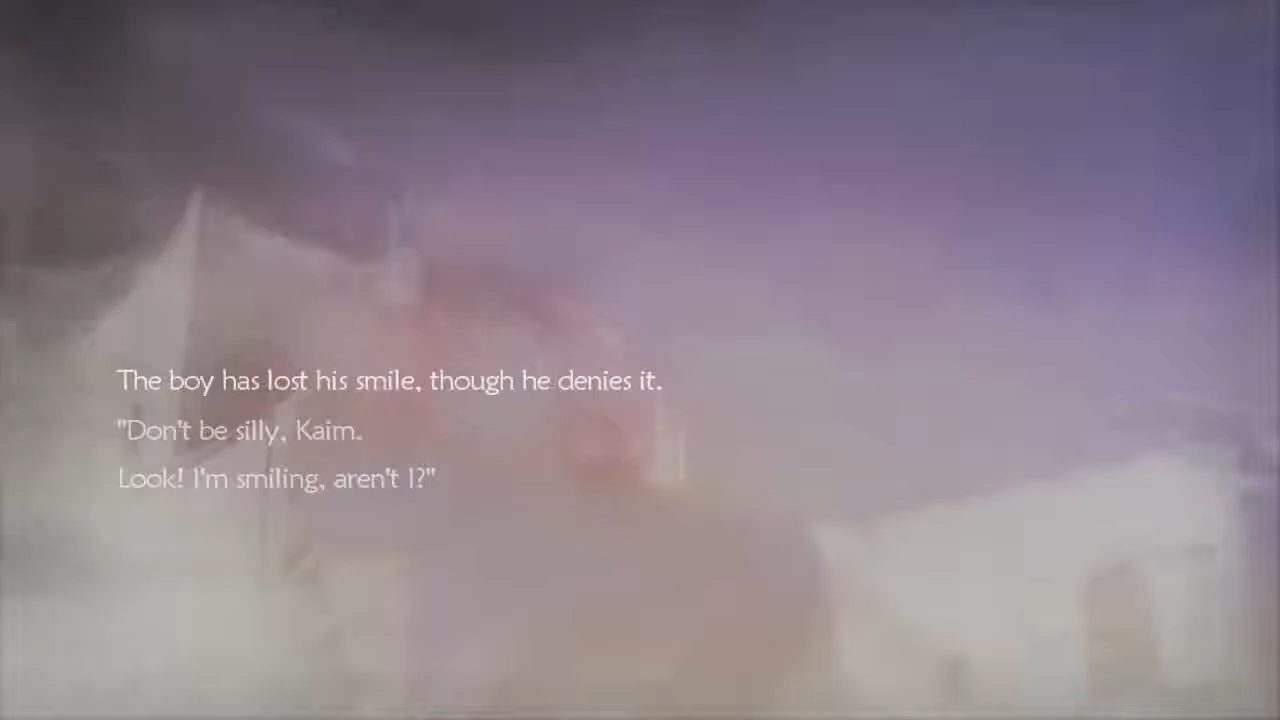 The boy has lost his smile, though he denies it.
"Don't be silly, Kaim.
Look! I'm smiling, aren't I?"